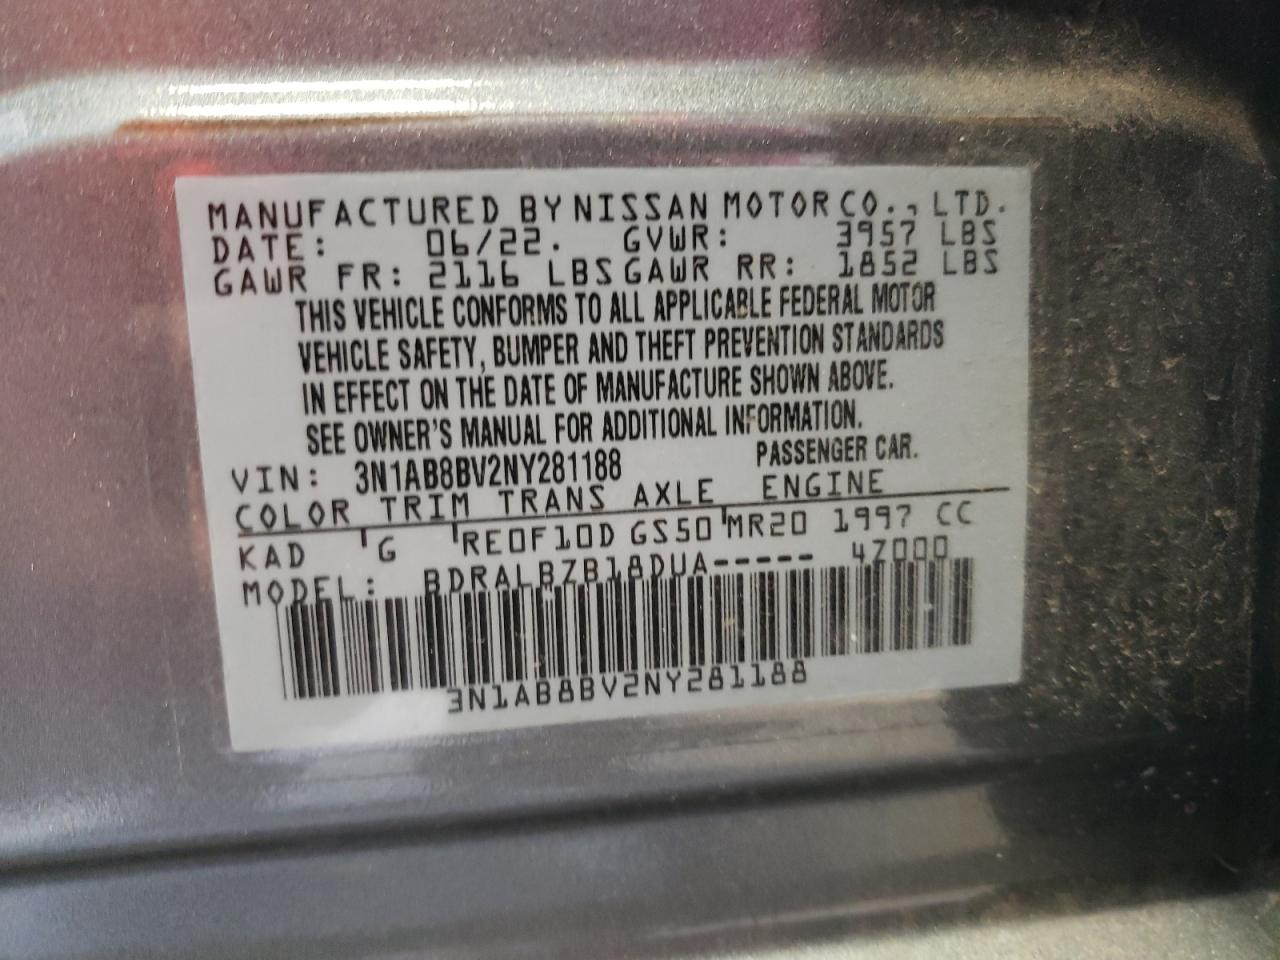 MANUFACTURED BY NISSAN MOTOR CO., LTD.
DATE: 06/22. GVWR: 3957 LBS
GAWR FR: 2116 LBS GAWR RR: 1852 LBS
THIS VEHICLE CONFORMS TO ALL APPLICABLE FEDERAL MOTOR
VEHICLE SAFETY, BUMPER AND THEFT PREVENTION STANDARDS
IN EFFECT ON THE DATE OF MANUFACTURE SHOWN ABOVE.
SEE OWNER'S MANUAL FOR ADDITIONAL INFORMATION.
VIN: 3N1AB8BV2NY281188 PASSENGER CAR.
COLOR TRIM TRANS AXLE ENGINE
KAD G RE0F10D GS50 MR20 1997 CC
MODEL: BDRALBZB18DUA----- 4Z000
3N1AB8BV2NY281188